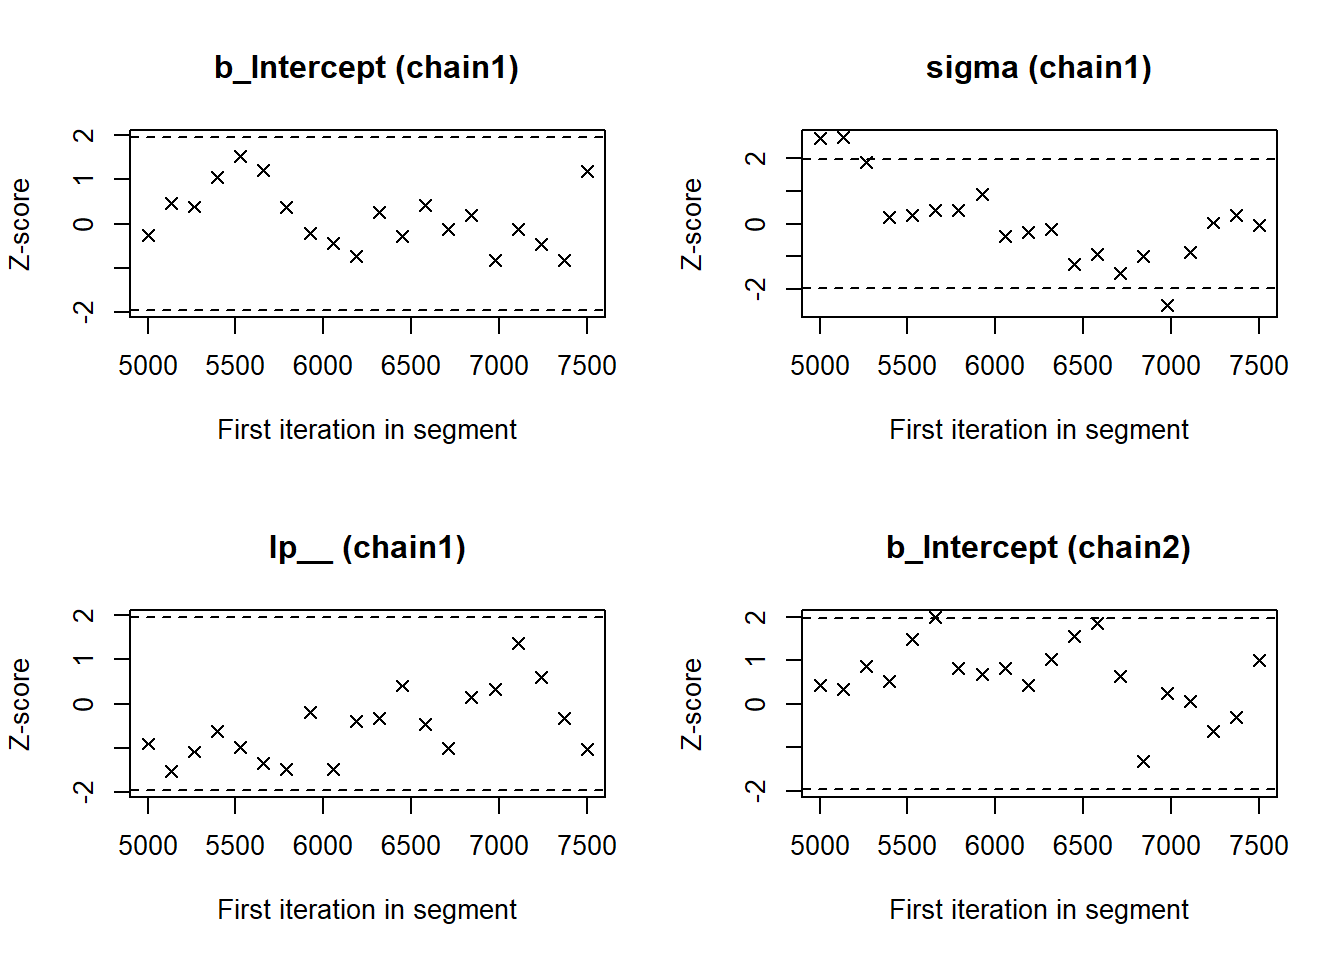 b_Intercept (chain1)
Z-score
2
1
0
-2
5000 5500 6000 6500 7000 7500
First iteration in segment
sigma (chain1)
Z-score
2
0
-2
5000 5500 6000 6500 7000 7500
First iteration in segment
lp__ (chain1)
Z-score
2
1
0
-2
5000 5500 6000 6500 7000 7500
First iteration in segment
b_Intercept (chain2)
Z-score
2
1
0
-2
5000 5500 6000 6500 7000 7500
First iteration in segment